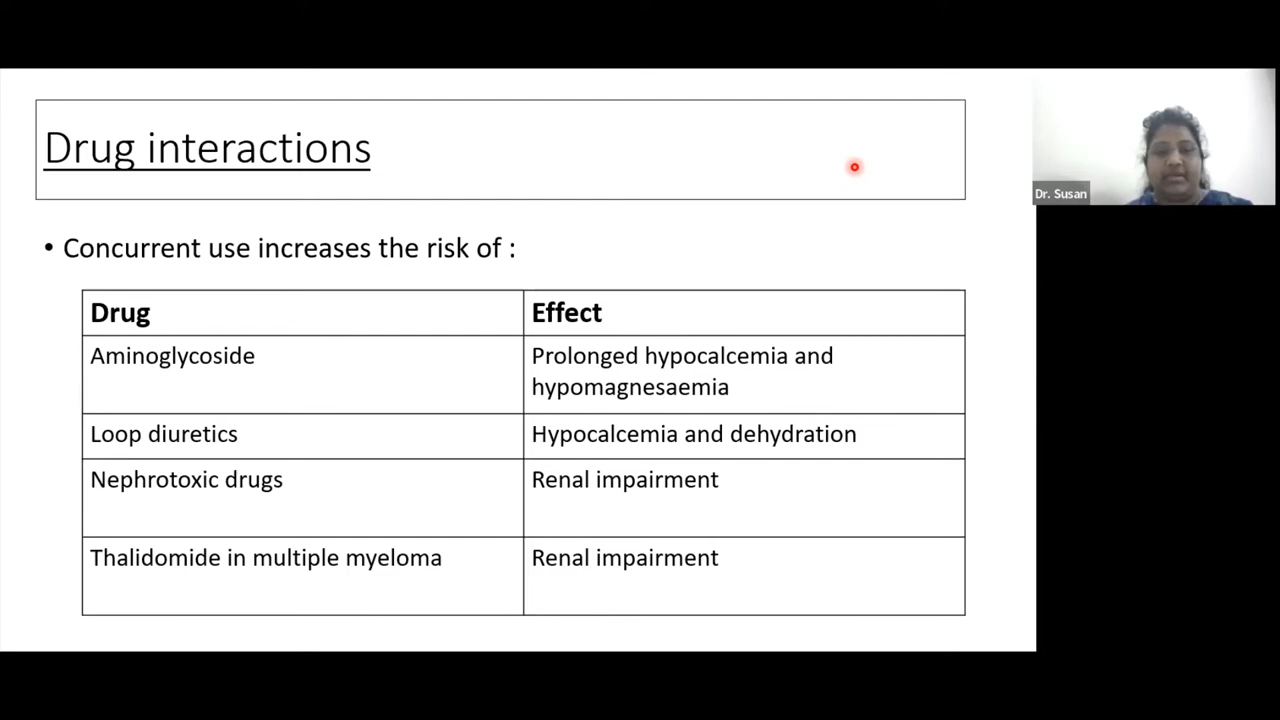 Drug interactions
• Concurrent use increases the risk of :
Drug Effect
Aminoglycoside Prolonged hypocalcemia and
hypomagnesaemia
Loop diuretics Hypocalcemia and dehydration
Nephrotoxic drugs Renal impairment
Thalidomide in multiple myeloma Renal impairment
Dr. Susan